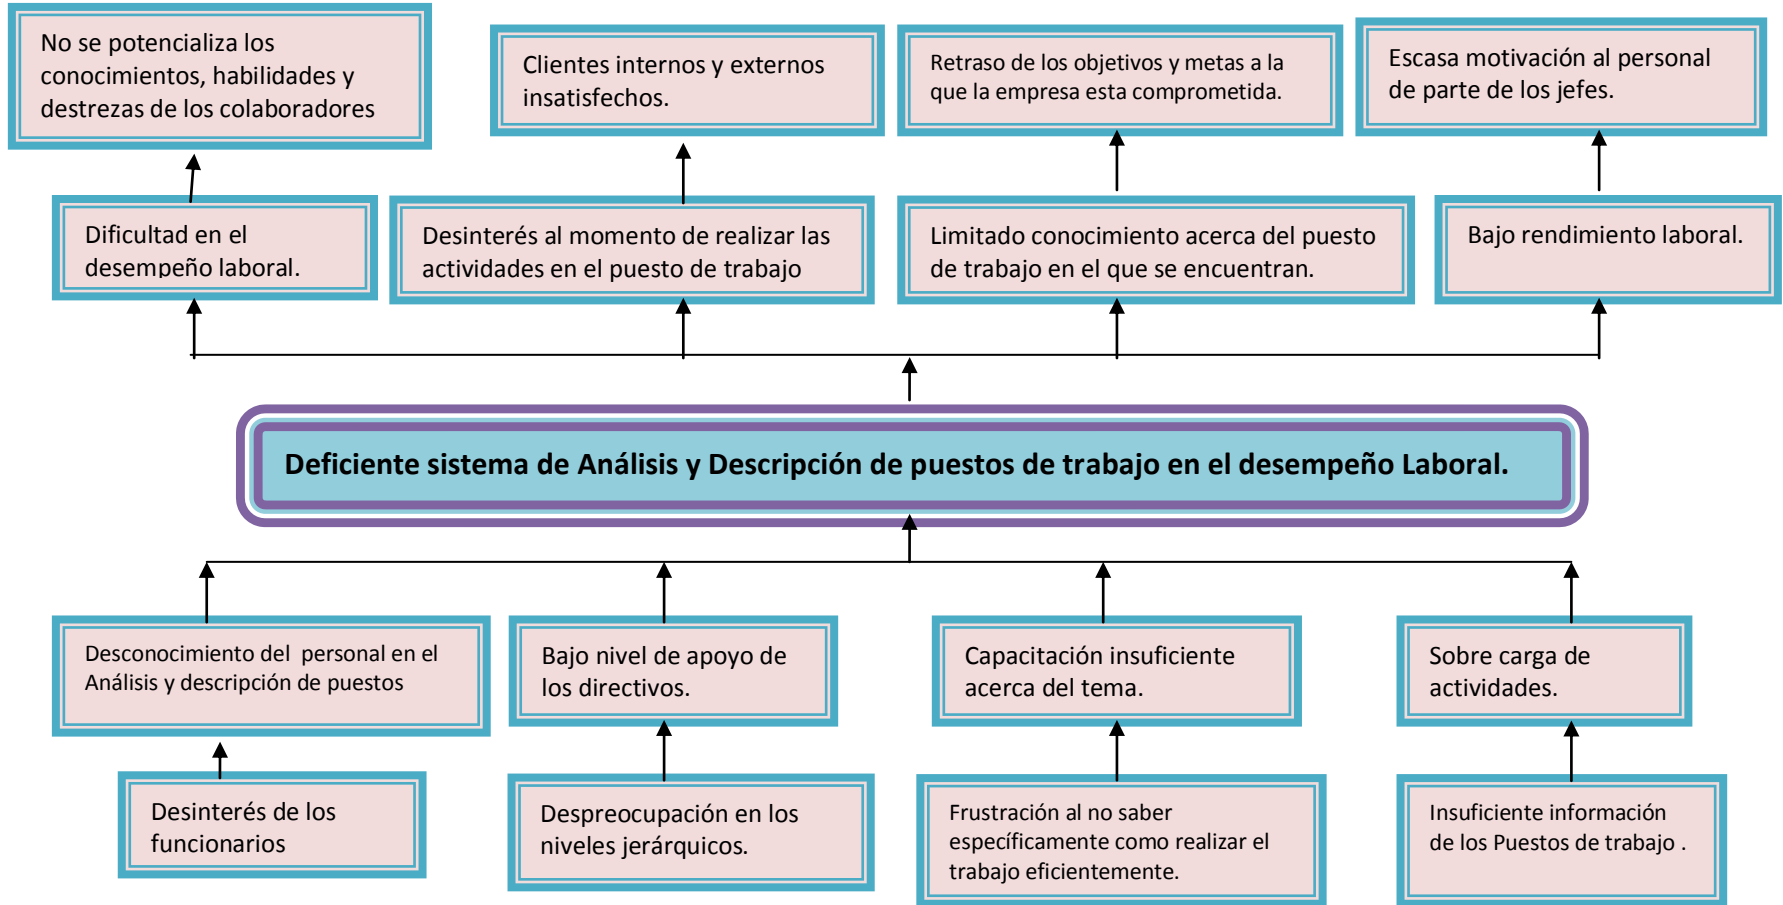 No se potencializa los
conocimientos, habilidades y
destrezas de los colaboradores
Clientes internos y externos
insatisfechos.
Retraso de los objetivos y metas a la
que la empresa esta comprometida.
Escasa motivación al personal
de parte de los jefes.
Dificultad en el
desempeño laboral.
Desinterés al momento de realizar las
actividades en el puesto de trabajo
Limitado conocimiento acerca del puesto
de trabajo en el que se encuentran.
Bajo rendimiento laboral.
Deficiente sistema de Análisis y Descripción de puestos de trabajo en el desempeño Laboral.
Desconocimiento del  personal en el
Análisis y descripción de puestos
Bajo nivel de apoyo de
los directivos.
Capacitación insuficiente
acerca del tema.
Sobre carga de
actividades.
Desinterés de los
funcionarios
Despreocupación en los
niveles jerárquicos.
Frustración al no saber
específicamente como realizar el
trabajo eficientemente.
Insuficiente información
de los Puestos de trabajo .